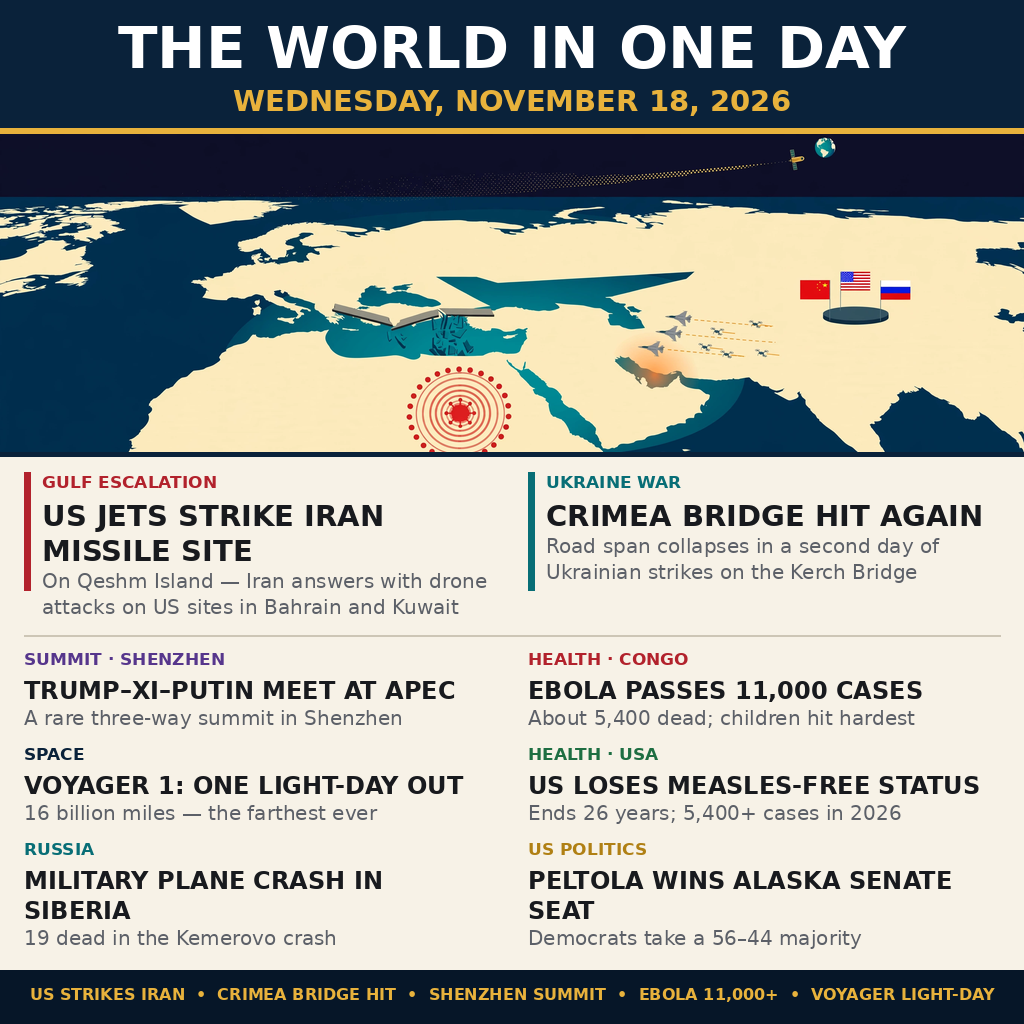 THE WORLD IN ONE DAY
WEDNESDAY, NOVEMBER 18, 2026
GULF ESCALATION
US JETS STRIKE IRAN
MISSILE SITE
On Qeshm Island — Iran answers with drone
attacks on US sites in Bahrain and Kuwait
UKRAINE WAR
CRIMEA BRIDGE HIT AGAIN
Road span collapses in a second day of
Ukrainian strikes on the Kerch Bridge
SUMMIT · SHENZHEN
TRUMP–XI–PUTIN MEET AT APEC
A rare three-way summit in Shenzhen
HEALTH · CONGO
EBOLA PASSES 11,000 CASES
About 5,400 dead; children hit hardest
SPACE
VOYAGER 1: ONE LIGHT-DAY OUT
16 billion miles — the farthest ever
HEALTH · USA
US LOSES MEASLES-FREE STATUS
Ends 26 years; 5,400+ cases in 2026
RUSSIA
MILITARY PLANE CRASH IN
SIBERIA
19 dead in the Kemerovo crash
US POLITICS
PELTOLA WINS ALASKA SENATE
SEAT
Democrats take a 56–44 majority
US STRIKES IRAN • CRIMEA BRIDGE HIT • SHENZHEN SUMMIT • EBOLA 11,000+ • VOYAGER LIGHT-DAY